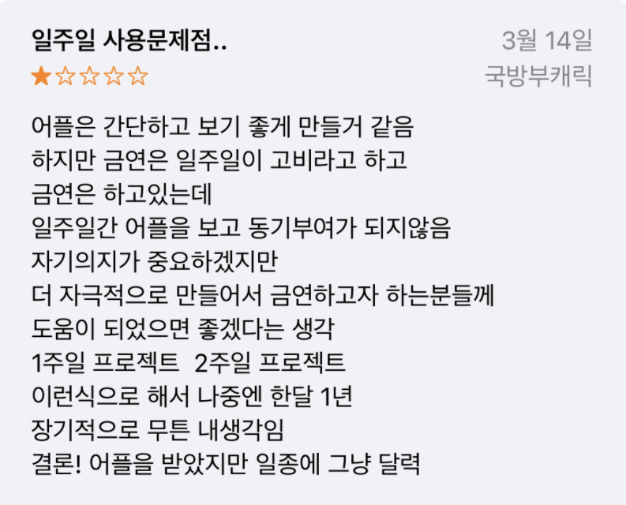 일주일 사용문제점..
3월 14일
★☆☆☆☆
국방부캐릭
어플은 간단하고 보기 좋게 만들거 같음
하지만 금연은 일주일이 고비라고 하고
금연은 하고있는데
일주일간 어플을 보고 동기부여가 되지않음
자기의지가 중요하겠지만
더 자극적으로 만들어서 금연하고자 하는분들께
도움이 되었으면 좋겠다는 생각
1주일 프로젝트  2주일 프로젝트
이런식으로 해서 나중엔 한달 1년
장기적으로 무튼 내생각임
결론! 어플을 받았지만 일종에 그냥 달력